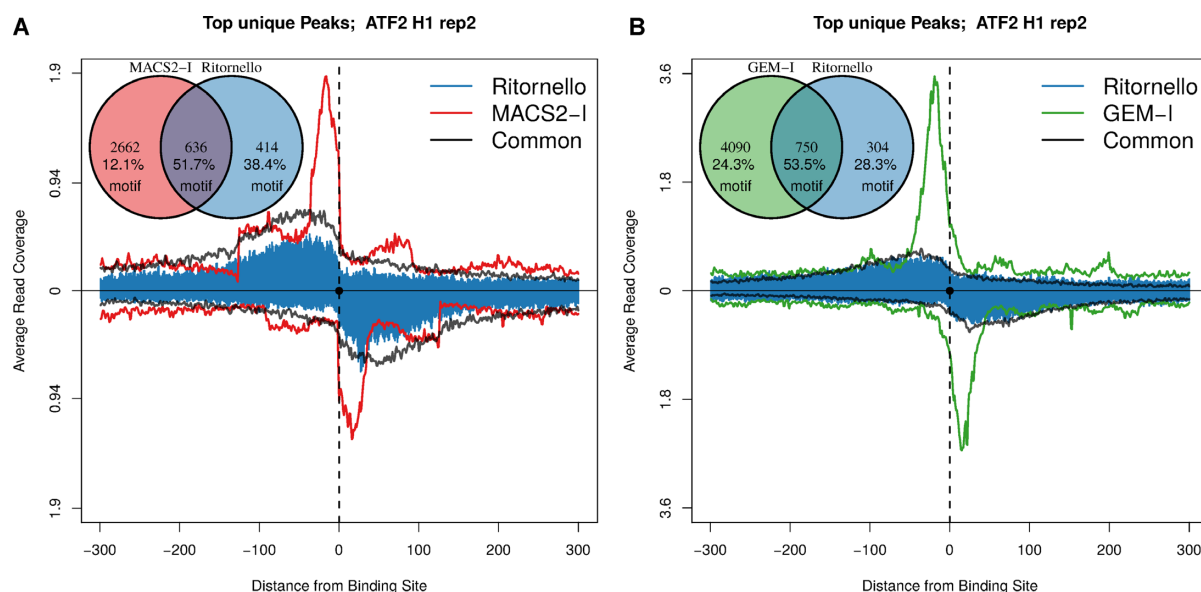 A
Top unique Peaks;  ATF2 H1 rep2
MACS2−I Ritornello
2662 636 414
12.1% 51.7% 38.4%
motif motif motif
Ritornello
MACS2−I
Common
Average Read Coverage
1.9
0.94
0
0.94
1.9
−300 −200 −100 0 100 200 300
Distance from Binding Site
B
Top unique Peaks;  ATF2 H1 rep2
GEM−I Ritornello
4090 750 304
24.3% 53.5% 28.3%
motif motif motif
Ritornello
GEM−I
Common
Average Read Coverage
3.6
1.8
0
1.8
3.6
−300 −200 −100 0 100 200 300
Distance from Binding Site